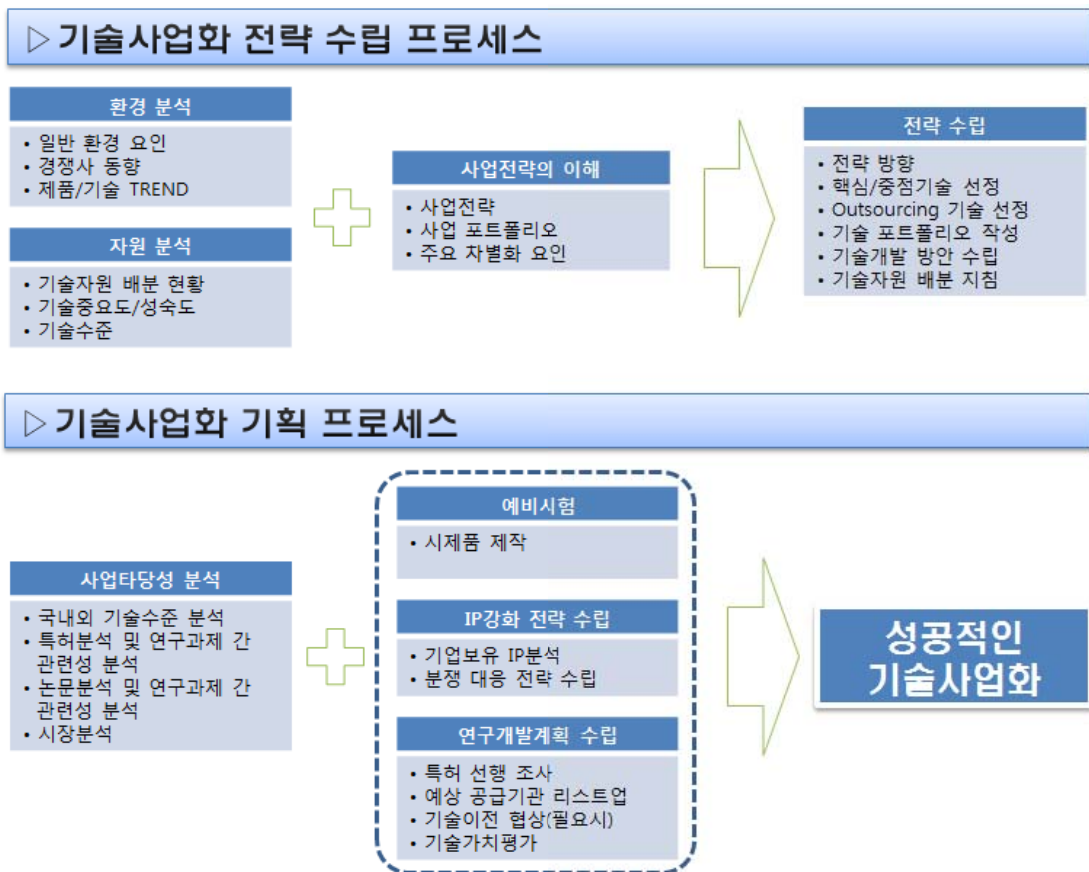 ▷기술사업화 전략 수립 프로세스
환경 분석
• 일반 환경 요인
• 경쟁사 동향
• 제품/기술 TREND
자원 분석
• 기술자원 배분 현황
• 기술중요도/성숙도
• 기술수준
사업전략의 이해
• 사업전략
• 사업 포트폴리오
• 주요 차별화 요인
전략 수립
• 전략 방향
• 핵심/중점기술 선정
• Outsourcing 기술 선정
• 기술 포트폴리오 작성
• 기술개발 방안 수립
• 기술자원 배분 지침
▷기술사업화 기획 프로세스
사업타당성 분석
• 국내외 기술수준 분석
• 특허분석 및 연구과제 간
관련성 분석
• 논문분석 및 연구과제 간
관련성 분석
• 시장분석
예비시험
• 시제품 제작
IP강화 전략 수립
• 기업보유 IP분석
• 분쟁 대응 전략 수립
연구개발계획 수립
• 특허 선행 조사
• 예상 공급기관 리스트업
• 기술이전 협상(필요시)
• 기술가치평가
성공적인
기술사업화